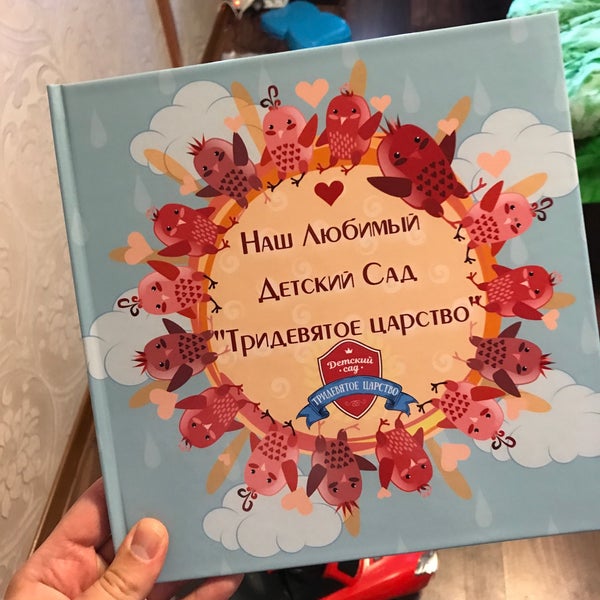 Наш Любимый
Детский Сад
"Тридевятое царство"
Детский
·сад·
ТРИДЕВЯТОЕ ЦАРСТВО